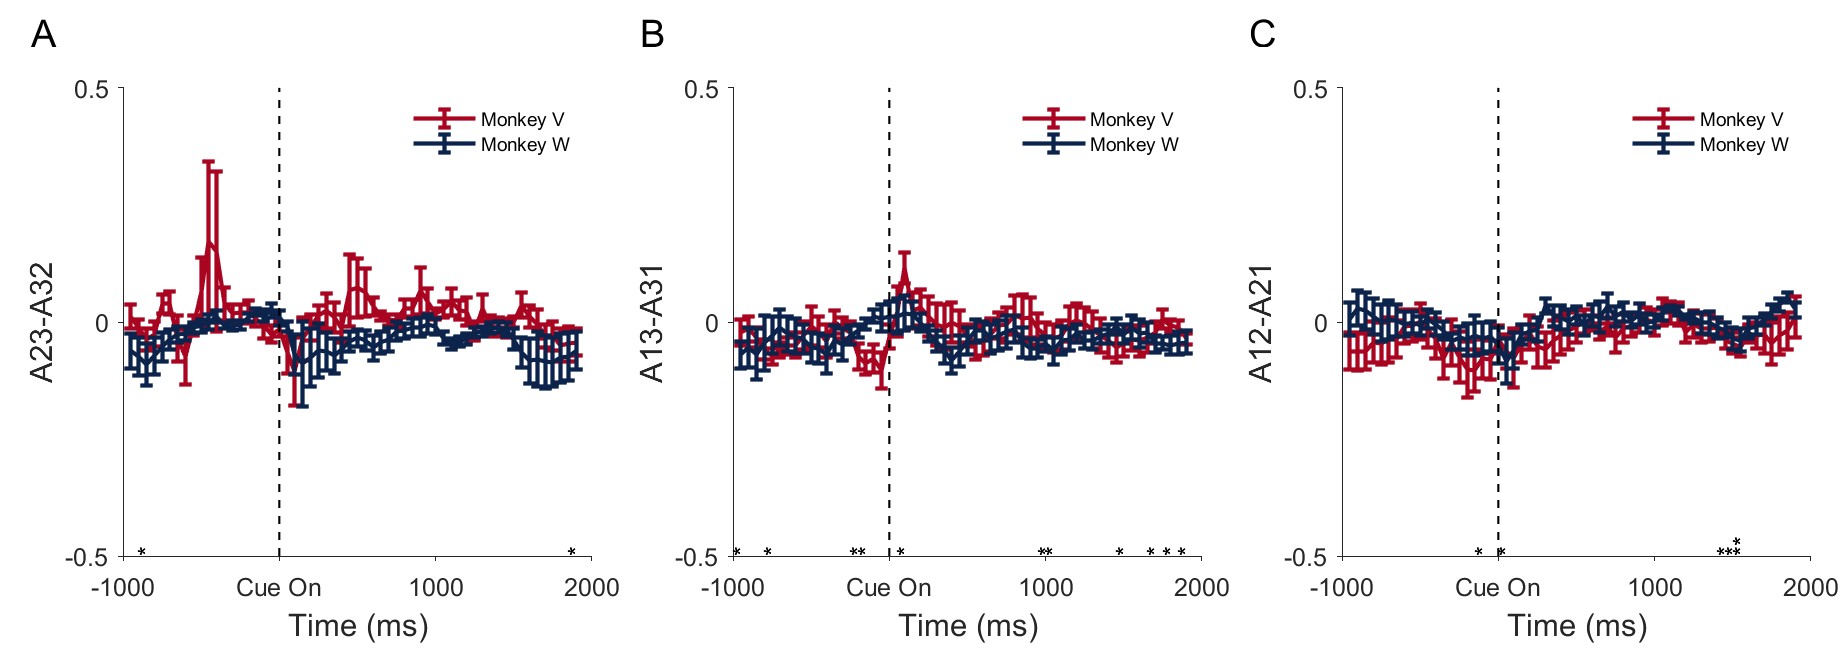 A
0.5
0
-0.5
A23-A32
Monkey V
Monkey W
*
*
-1000
Cue On
1000
2000
Time (ms)
B
0.5
0
-0.5
A13-A31
Monkey V
Monkey W
* * ** * ** * * * *
-1000
Cue On
1000
2000
Time (ms)
C
0.5
0
-0.5
A12-A21
Monkey V
Monkey W
*
* * ***
-1000
Cue On
1000
2000
Time (ms)